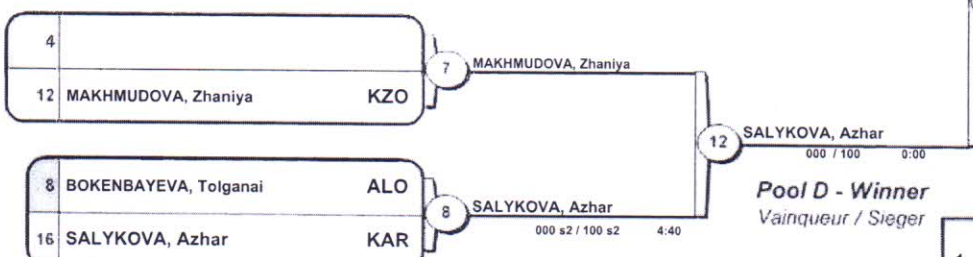 4
12 MAKHMUDOVA, Zhaniya KZO
7
MAKHMUDOVA, Zhaniya
8 BOKENBAYEVA, Tolganai ALO
16 SALYKOVA, Azhar KAR
8
SALYKOVA, Azhar
000 s2 / 100 s2 4:40
12
SALYKOVA, Azhar
000 / 100 0:00
Pool D - Winner
Vainqueur / Sieger